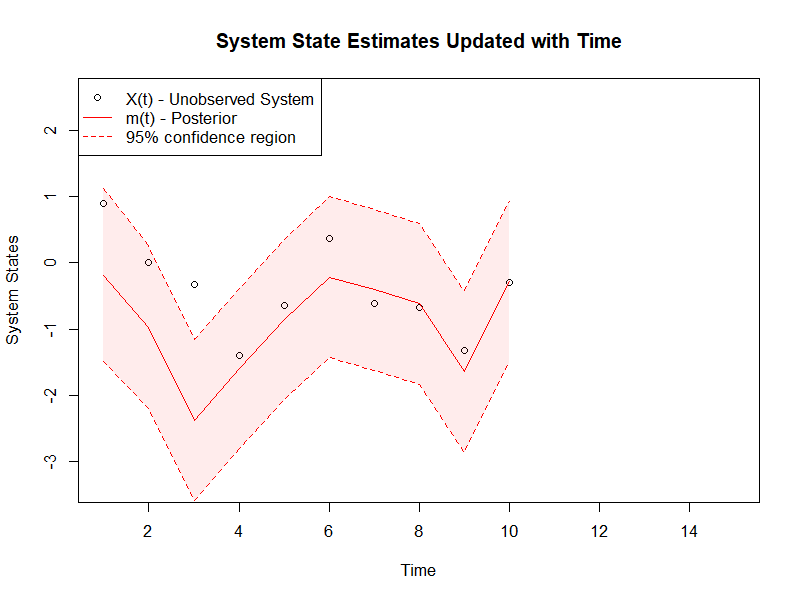 System State Estimates Updated with Time
X(t) - Unobserved System
m(t) - Posterior
95% confidence region
System States
2
1
0
-1
-2
-3
2 4 6 8 10 12 14
Time